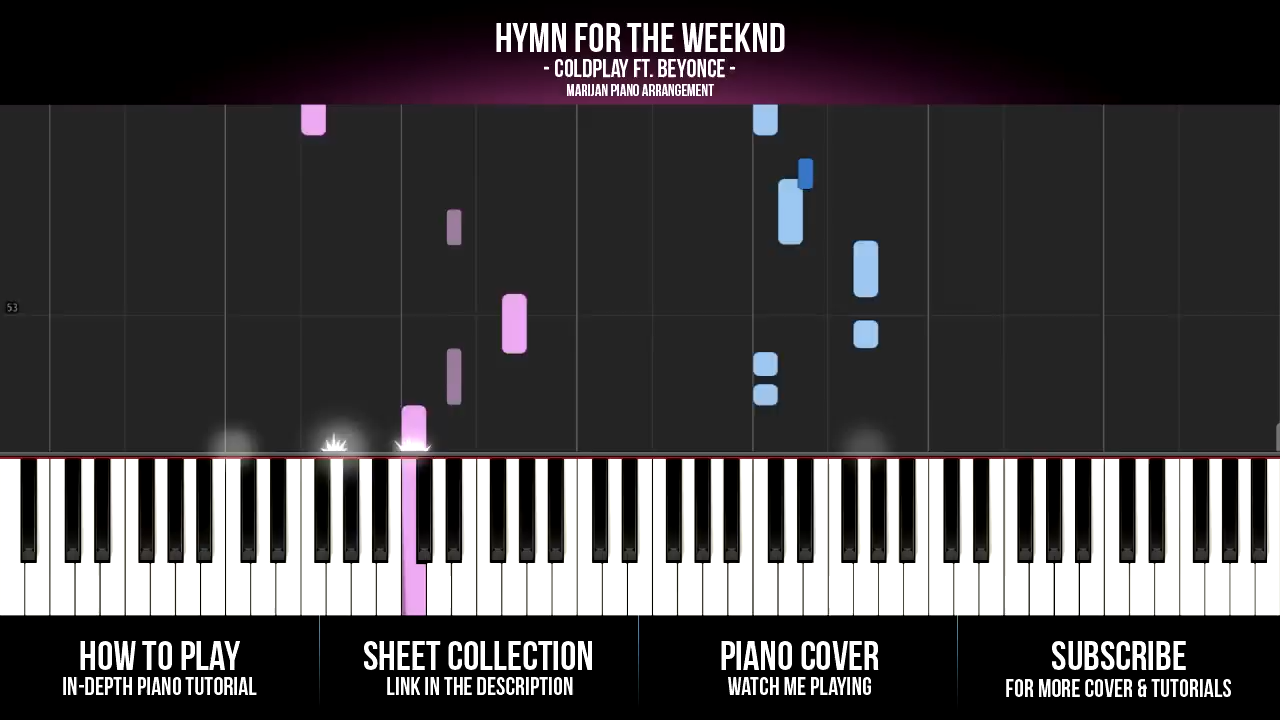 HYMN FOR THE WEEKND
- COLDPLAY FT. BEYONCE -
MARIJAN PIANO ARRANGEMENT
53
HOW TO PLAY
IN-DEPTH PIANO TUTORIAL
SHEET COLLECTION
LINK IN THE DESCRIPTION
PIANO COVER
WATCH ME PLAYING
SUBSCRIBE
FOR MORE COVER & TUTORIALS